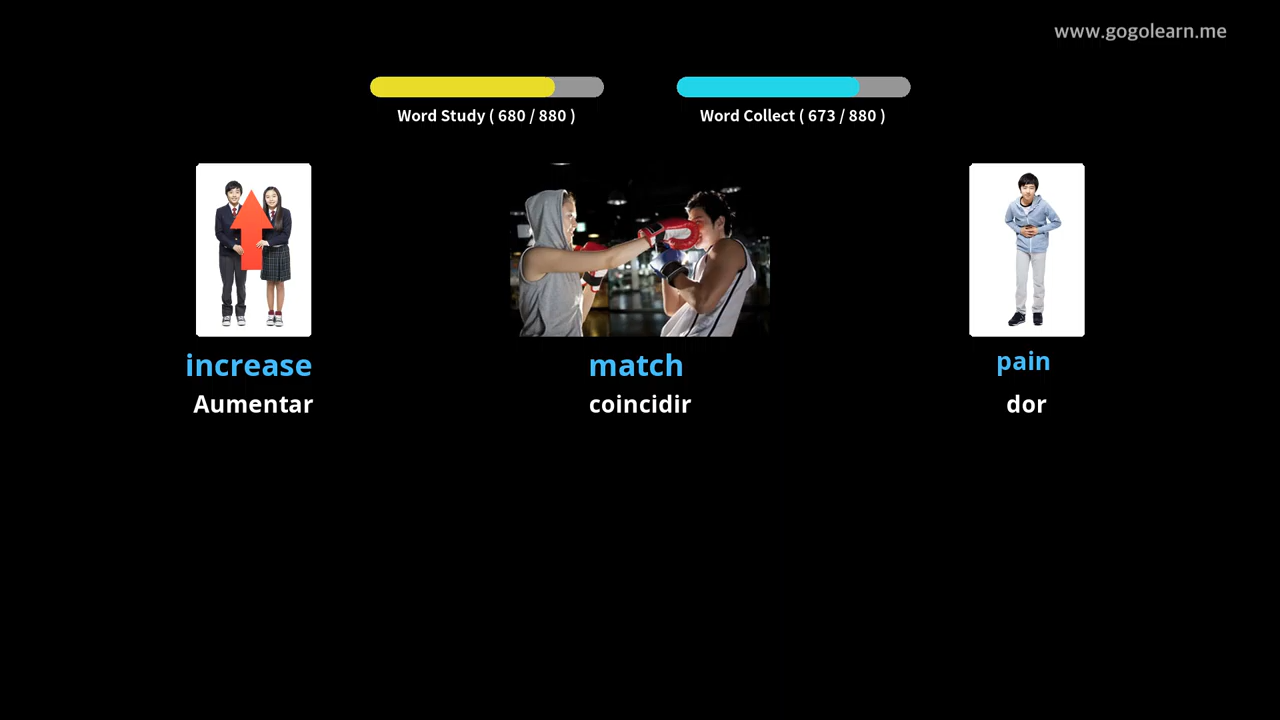 www.gogolearn.me
Word Study ( 680 / 880 )
Word Collect ( 673 / 880 )
increase
match
pain
Aumentar
coincidir
dor